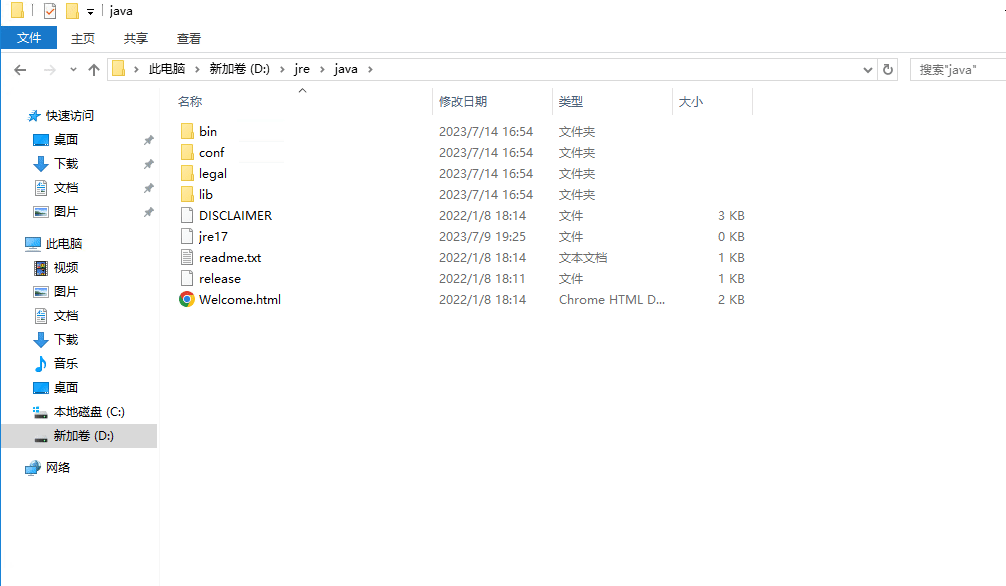 java
文件 主页 共享 查看
此电脑 新加卷 (D:) jre java 搜索"java"
名称 修改日期 类型 大小
快速访问
桌面
下载
文档
图片
此电脑
视频
图片
文档
下载
音乐
桌面
本地磁盘 (C:)
新加卷 (D:)
网络
bin 2023/7/14 16:54 文件夹
conf 2023/7/14 16:54 文件夹
legal 2023/7/14 16:54 文件夹
lib 2023/7/14 16:54 文件夹
DISCLAIMER 2022/1/8 18:14 文件 3 KB
jre17 2023/7/9 19:25 文件 0 KB
readme.txt 2022/1/8 18:14 文本文档 1 KB
release 2022/1/8 18:11 文件 1 KB
Welcome.html 2022/1/8 18:14 Chrome HTML D... 2 KB